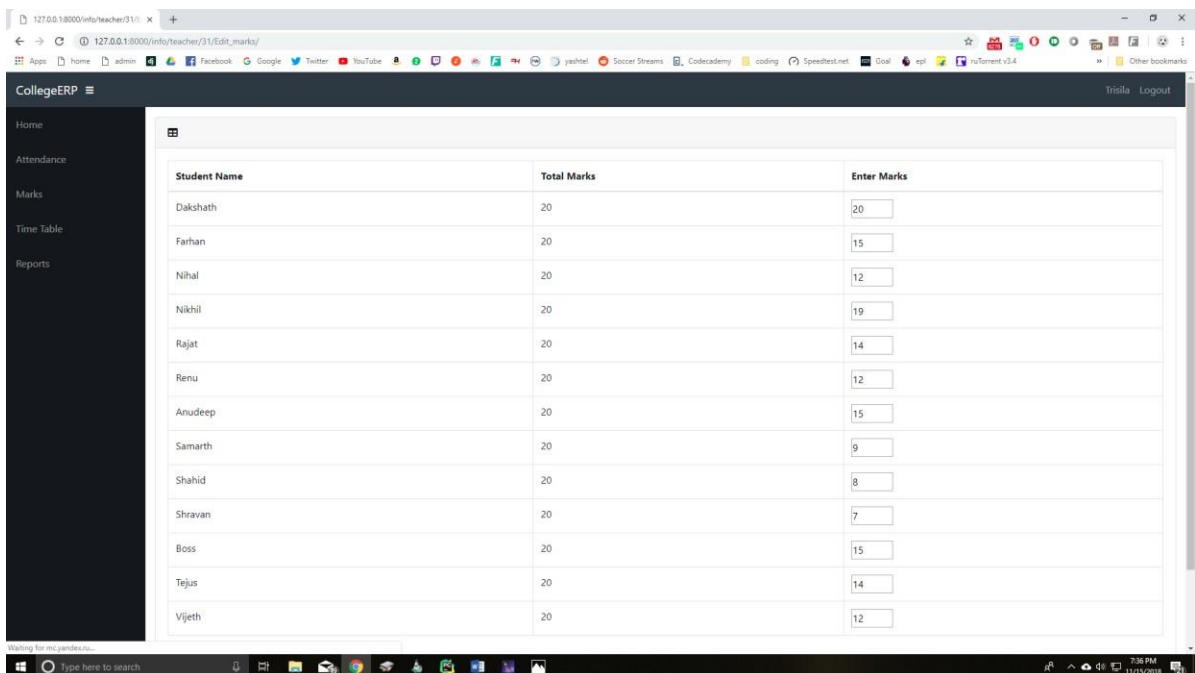 127.0.0.1:8000/info/teacher/31/
127.0.0.1:8000/info/teacher/31/Edit_marks/
Apps home admin Facebook Google Twitter YouTube yashtel Soccer Streams Codecademy coding Speedtest.net Goal epl ruTorrent v3.4 » Other bookmarks
CollegeERP Trisila Logout
Home
Attendance
Marks
Time Table
Reports
Student Name Total Marks Enter Marks
Dakshath 20 20
Farhan 20 15
Nihal 20 12
Nikhil 20 19
Rajat 20 14
Renu 20 12
Anudeep 20 15
Samarth 20 9
Shahid 20 8
Shravan 20 7
Boss 20 15
Tejus 20 14
Vijeth 20 12
Waiting for mc.yandex.ru...
Type here to search 7:36 PM
11/15/2018